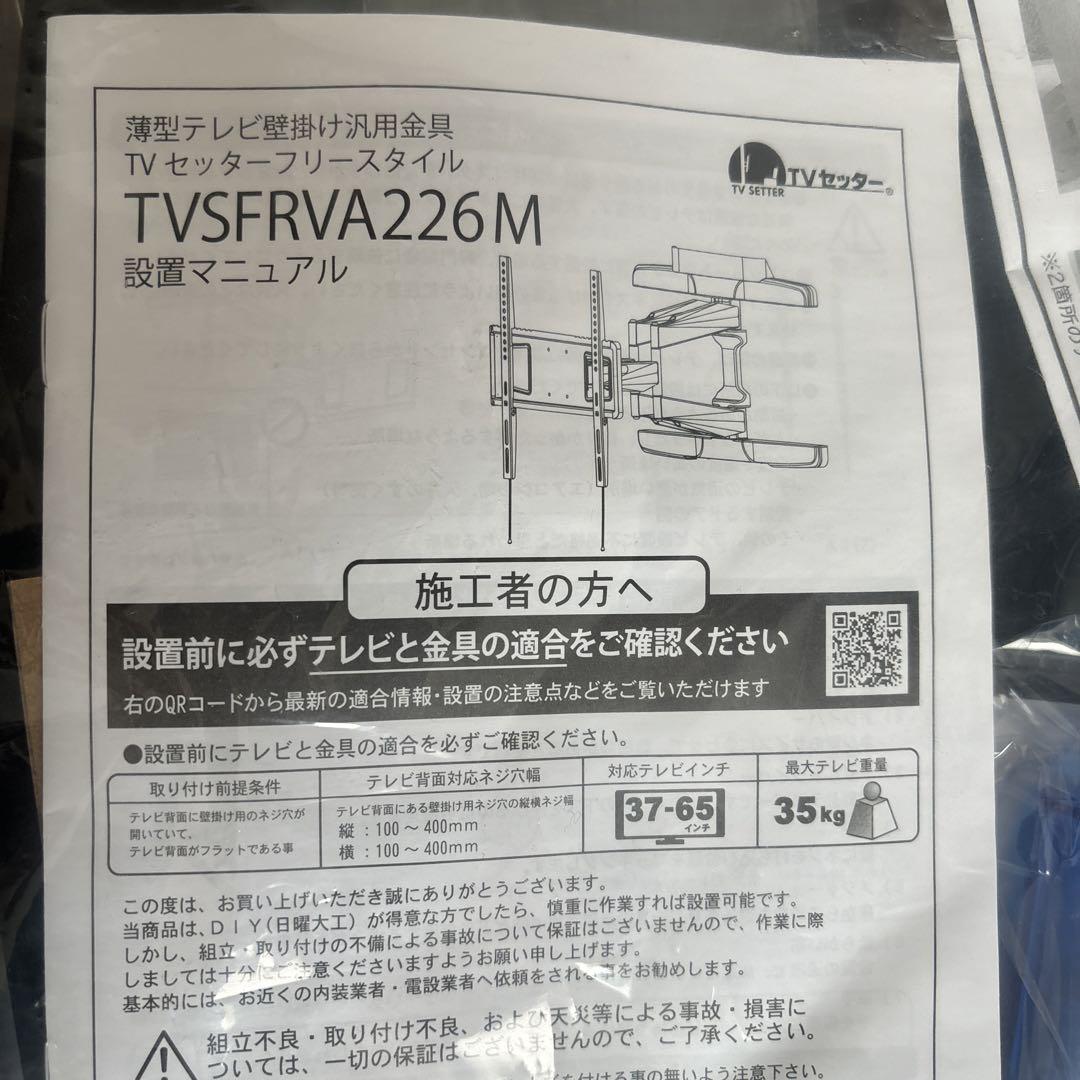 薄型テレビ壁掛け汎用金具
TV セッターフリースタイル
TVSFRVA226M
設置マニュアル
TV SETTER
TVセッター®
※2箇所の
施工者の方へ
設置前に必ずテレビと金具の適合をご確認ください
右のQRコードから最新の適合情報・設置の注意点などをご覧いただけます
●設置前にテレビと金具の適合を必ずご確認ください。
取り付け前提条件
テレビ背面に壁掛け用のネジ穴が
開いていて、
テレビ背面がフラットである事
テレビ背面対応ネジ穴幅
テレビ背面にある壁掛け用ネジ穴の縦横ネジ幅
縦：100～400mm
横：100～400mm
対応テレビインチ
37-65
インチ
最大テレビ重量
35kg
この度は、お買い上げいただき誠にありがとうございます。
当商品は、DIY(日曜大工)が得意な方でしたら、慎重に作業すれば設置可能です。
しかし、組立・取り付けの不備による事故について保証はございませんので、作業に際
しましては十分にご注意くださいますようお願い申し上げます。
基本的には、お近くの内装業者・電設業者へ依頼をされる事をお勧めします。
組立不良・取り付け不良、および天災等による事故・損害に
ついては、一切の保証はございませんので、ご了承ください。
を付ける事の無いよう注意下さい。